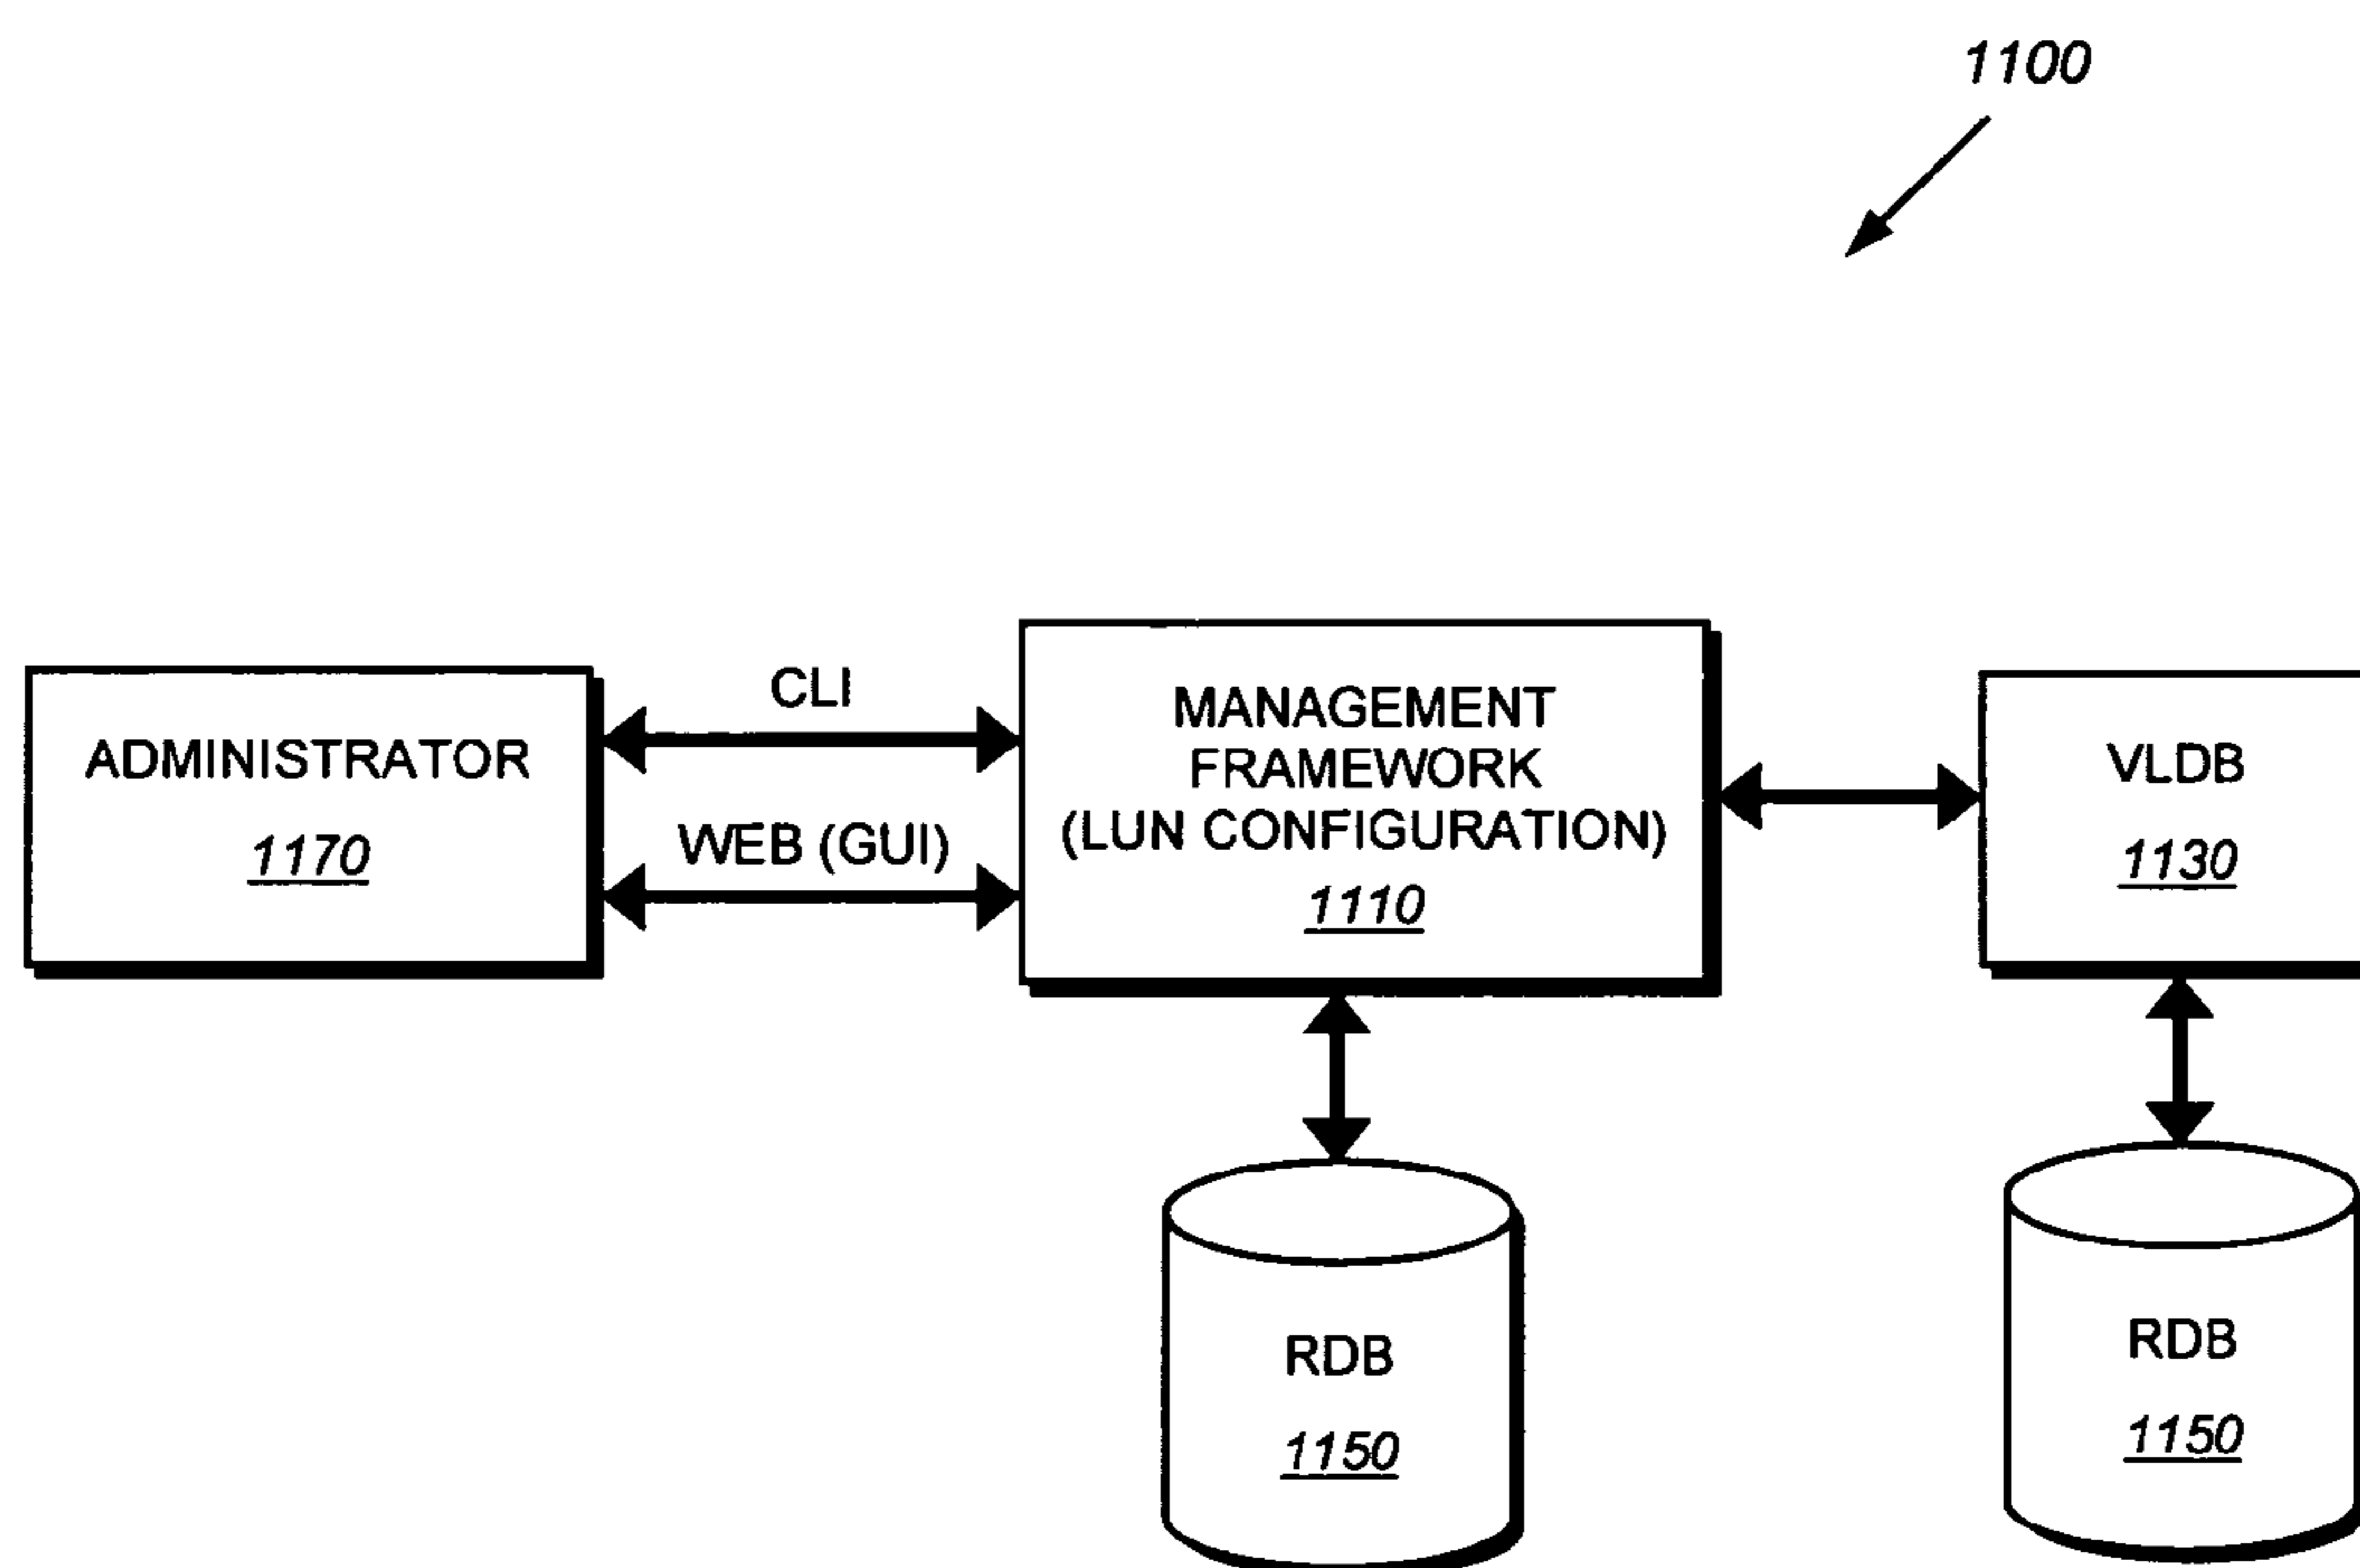 1100
ADMINISTRATOR
1170
CLI
WEB (GUI)
MANAGEMENT
FRAMEWORK
(LUN CONFIGURATION)
1110
VLDB
1130
RDB
1150
RDB
1150